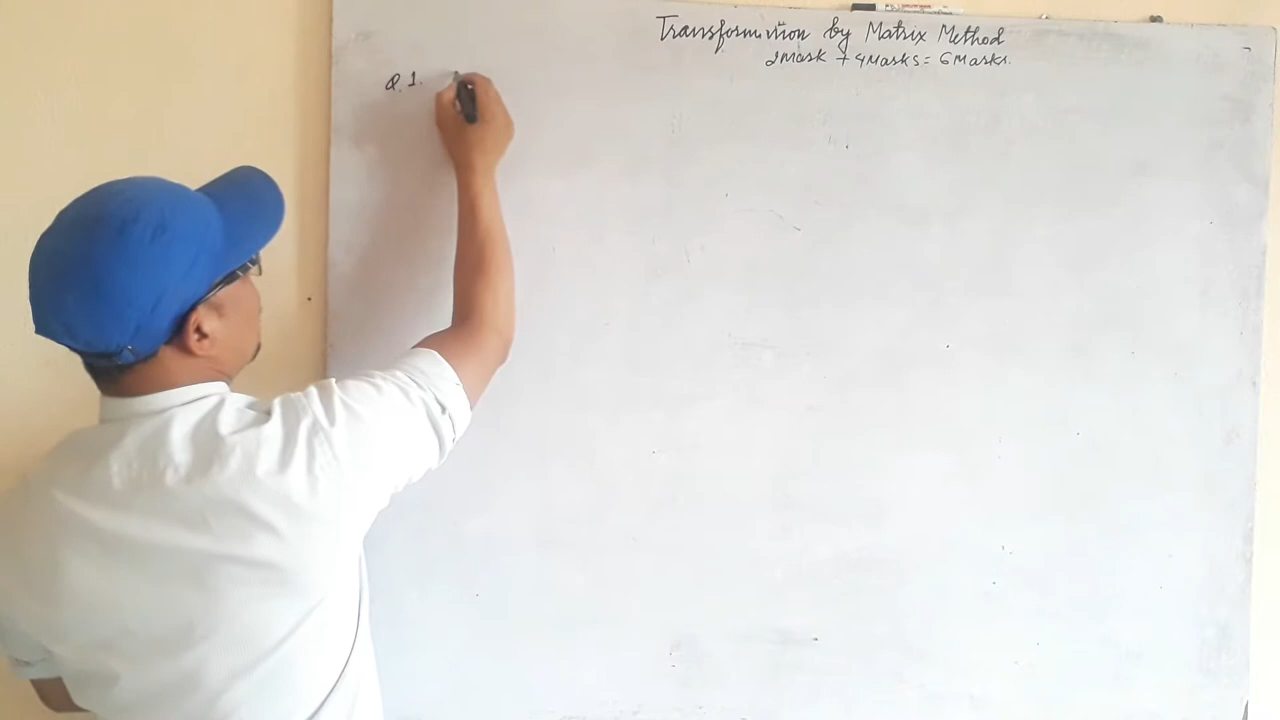 Transformation by Matrix Method
2Mask + 4Masks = 6Masks.
Q.1.